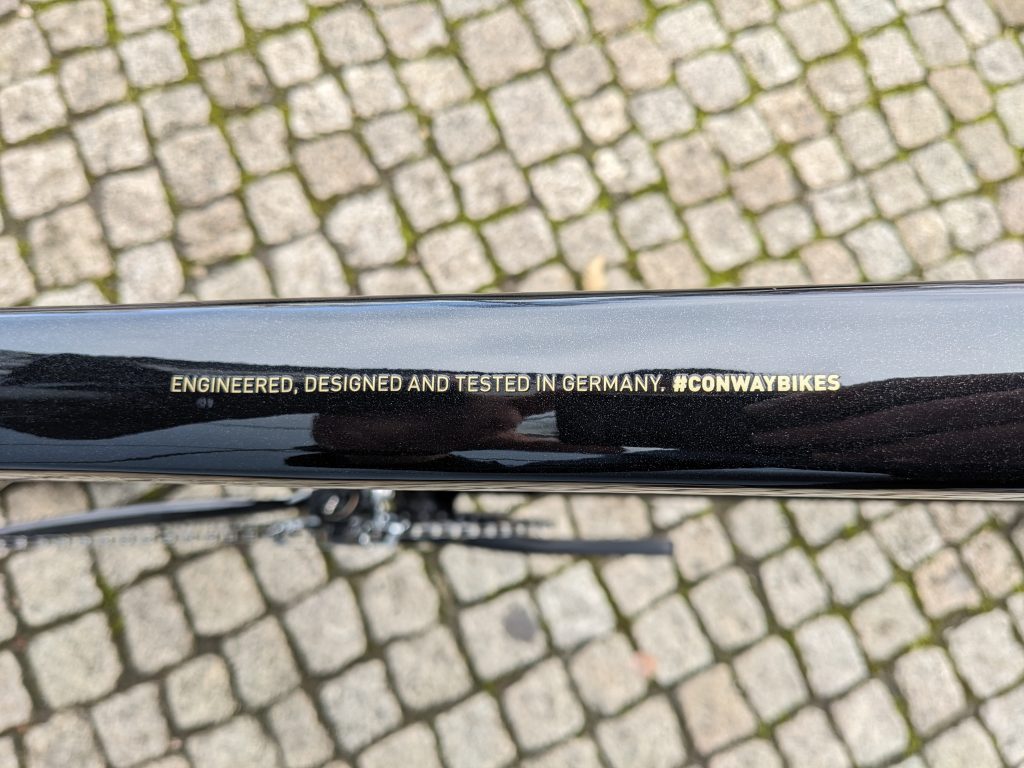 ENGINEERED, DESIGNED AND TESTED IN GERMANY. #CONWAYBIKES